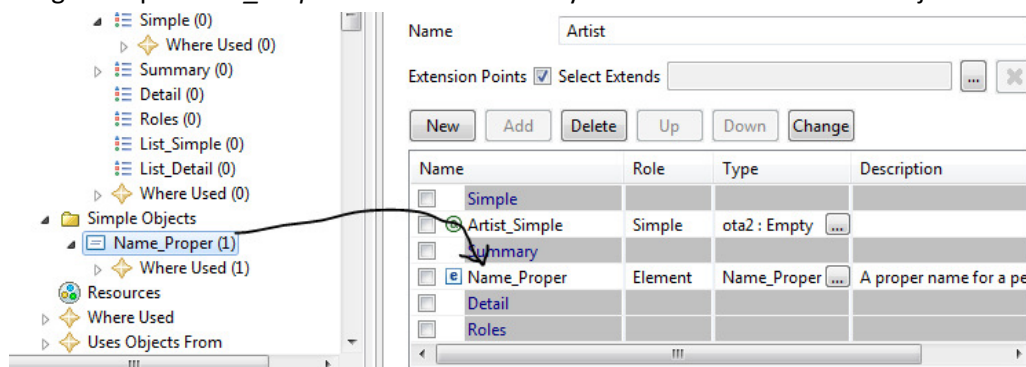 Simple (0)
Where Used (0)
Summary (0)
Detail (0)
Roles (0)
List_Simple (0)
List_Detail (0)
Where Used (0)
Simple Objects
Name_Proper (1)
Where Used (1)
Resources
Where Used
Uses Objects From
Name Artist
Extension Points Select Extends ...
New Add Delete Up Down Change
Name Role Type Description
Simple
Artist_Simple Simple ota2 : Empty ...
Summary
Name_Proper Element Name_Proper ... A proper name for a pe
Detail
Roles